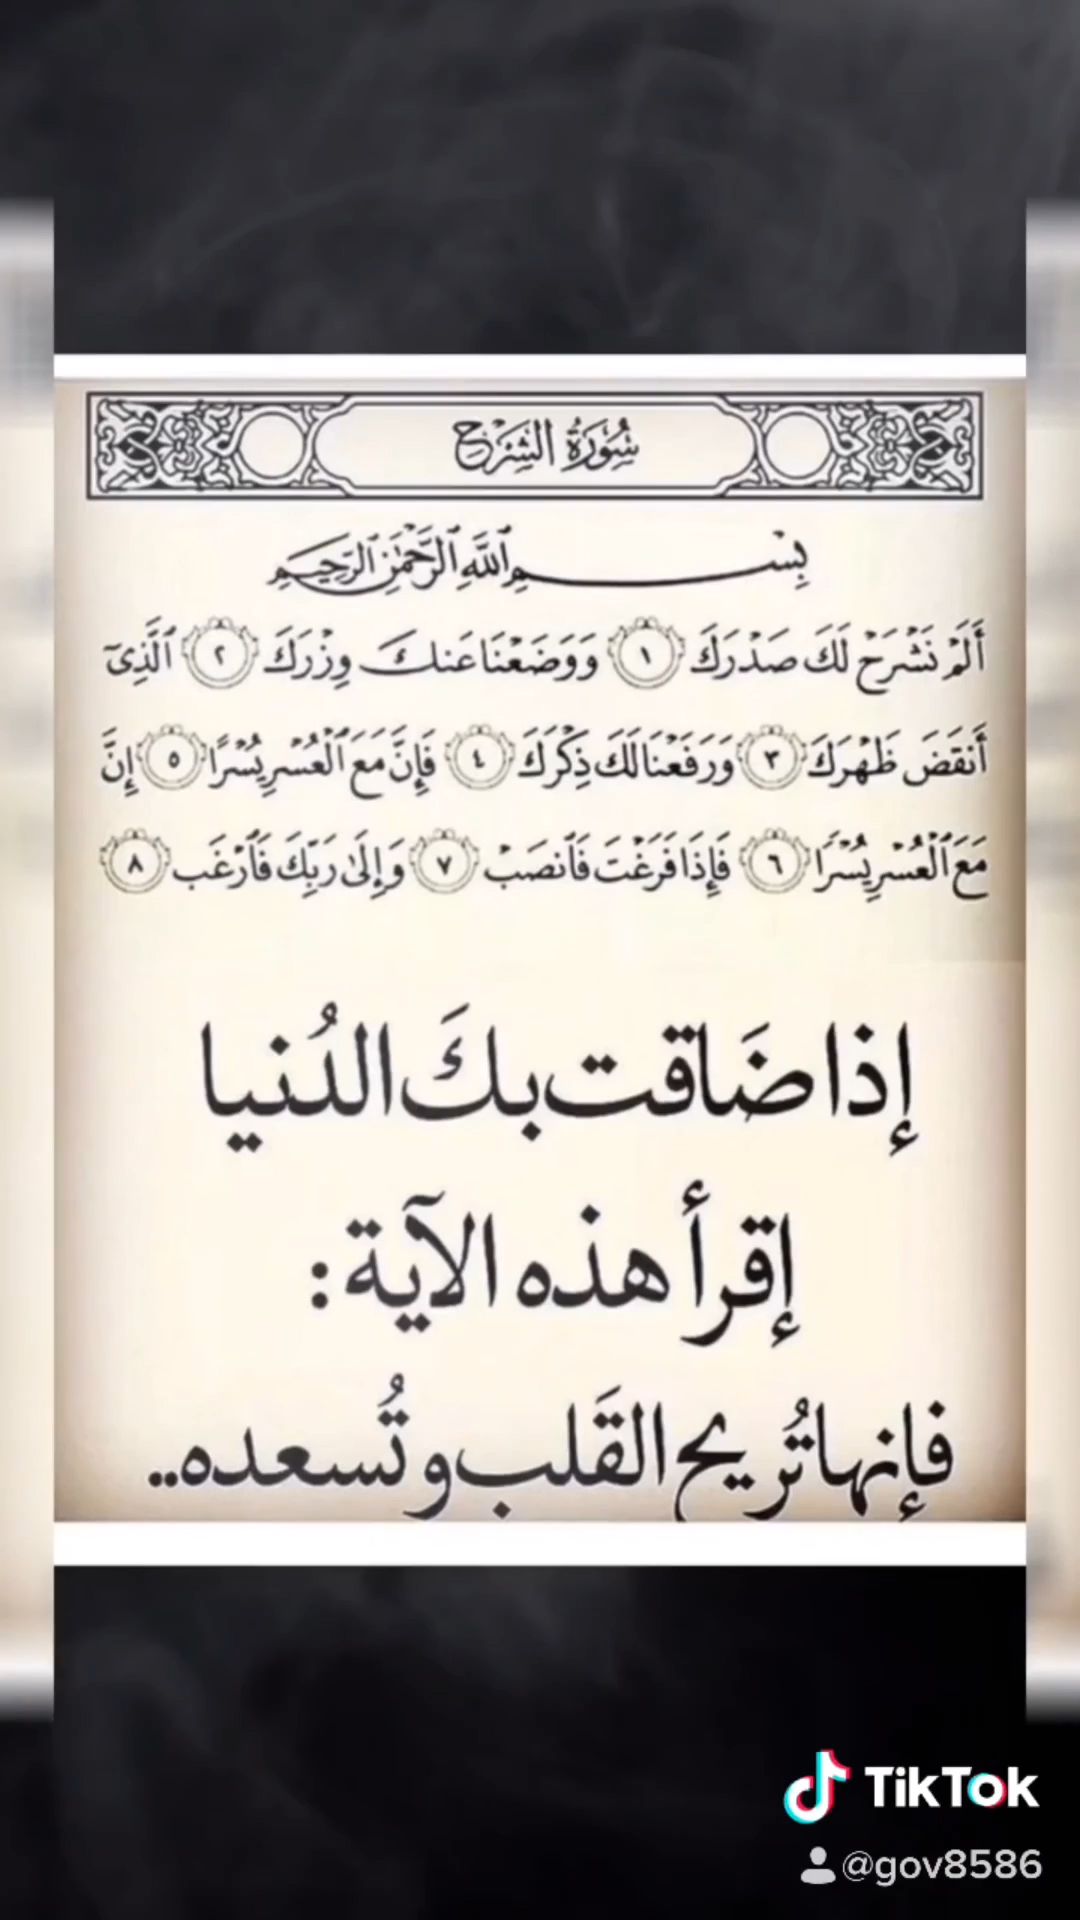 سُورَةُ الشَّرْحِ
بِسْمِ ٱللَّهِ ٱلرَّحْمَٰنِ ٱلرَّحِيمِ
أَلَمْ نَشْرَحْ لَكَ صَدْرَكَ ١ وَوَضَعْنَا عَنكَ وِزْرَكَ ٢ ٱلَّذِىٓ
أَنقَضَ ظَهْرَكَ ٣ وَرَفَعْنَا لَكَ ذِكْرَكَ ٤ فَإِنَّ مَعَ ٱلْعُسْرِ يُسْرًا ٥ إِنَّ
مَعَ ٱلْعُسْرِ يُسْرًا ٦ فَإِذَا فَرَغْتَ فَٱنصَبْ ٧ وَإِلَىٰ رَبِّكَ فَٱرْغَب ٨
إذا ضَاقت بكَ الدُنيا
إقرأ هذه الآية :
فإنها تُريح القَلب و تُسعده..
TikTok
@gov8586